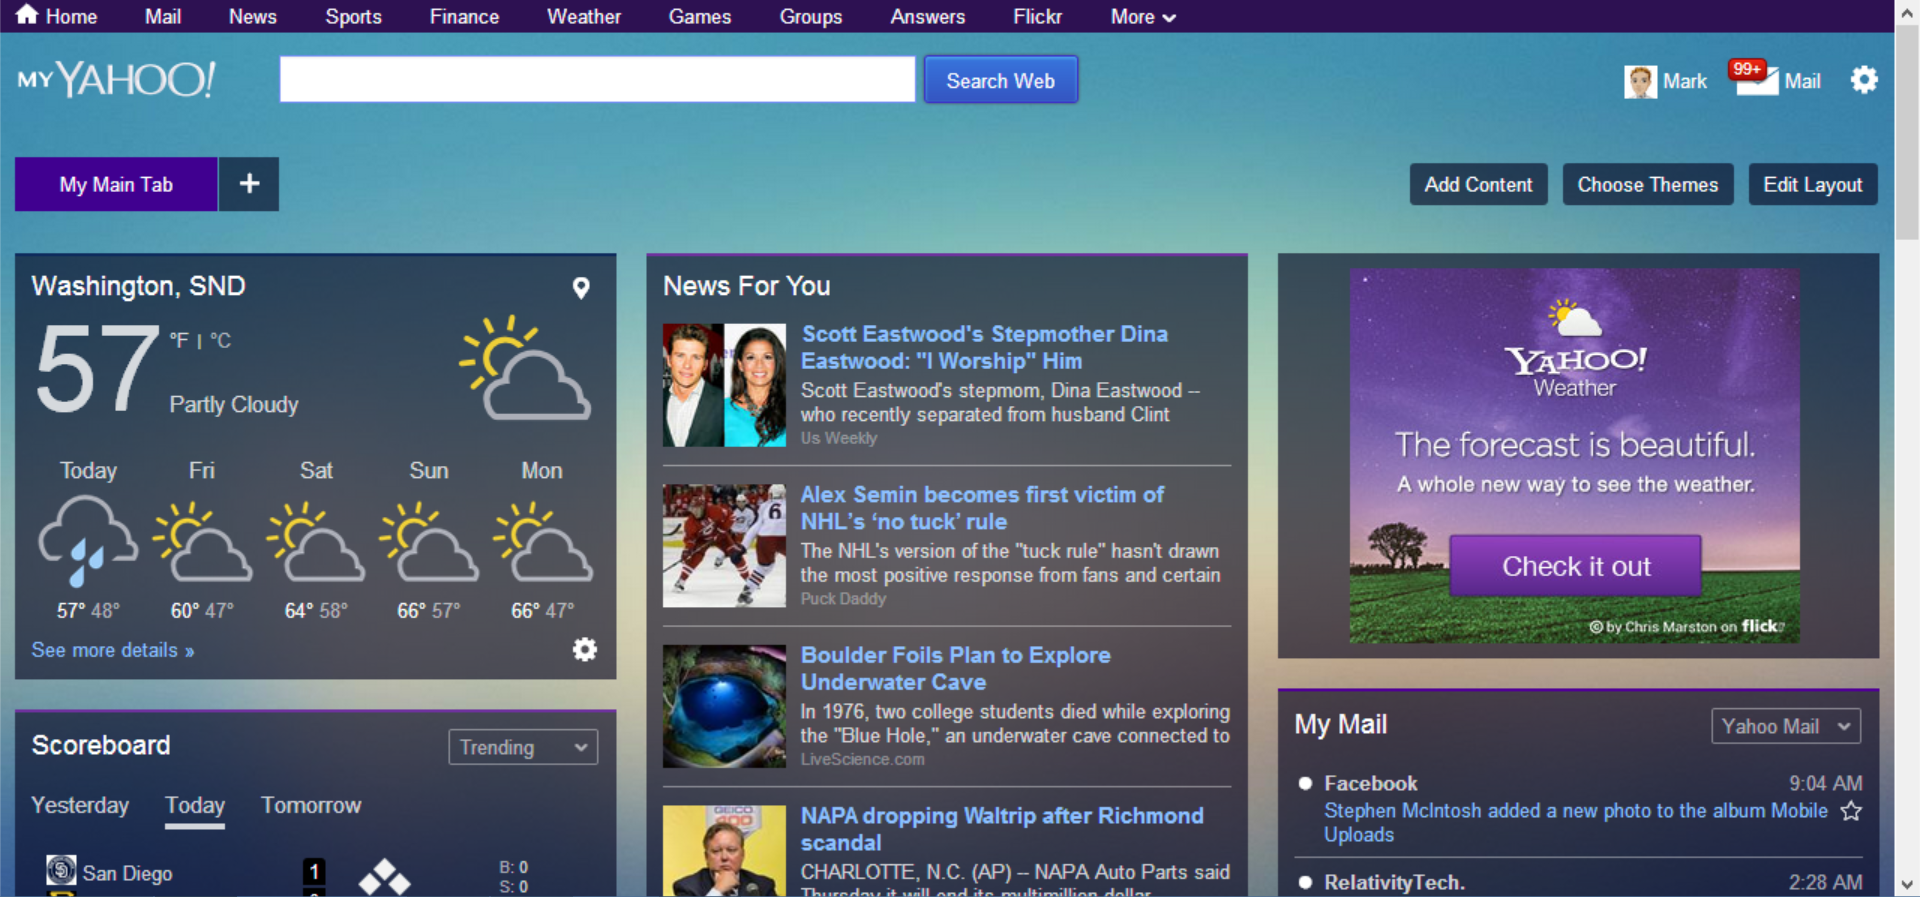 Home Mail News Sports Finance Weather Games Groups Answers Flickr More
MY YAHOO!
Search Web
Mark
99+
Mail
My Main Tab
+
Add Content
Choose Themes
Edit Layout
Washington, SND
57
°F | °C
Partly Cloudy
Today Fri Sat Sun Mon
57° 48° 60° 47° 64° 58° 66° 57° 66° 47°
See more details »
Scoreboard
Trending
Yesterday Today Tomorrow
San Diego 1
B: 0
S: 0
News For You
Scott Eastwood's Stepmother Dina
Eastwood: "I Worship" Him
Scott Eastwood's stepmom, Dina Eastwood --
who recently separated from husband Clint
Us Weekly
Alex Semin becomes first victim of
NHL's ‘no tuck’ rule
The NHL's version of the "tuck rule" hasn't drawn
the most positive response from fans and certain
Puck Daddy
6
Boulder Foils Plan to Explore
Underwater Cave
In 1976, two college students died while exploring
the "Blue Hole," an underwater cave connected to
LiveScience.com
GEICO
400
NAPA dropping Waltrip after Richmond
scandal
CHARLOTTE, N.C. (AP) -- NAPA Auto Parts said
Thursday it will end its multimillion-dollar
YAHOO!
Weather
The forecast is beautiful.
A whole new way to see the weather.
Check it out
© by Chris Marston on flickr
My Mail
Yahoo Mail
Facebook 9:04 AM
Stephen McIntosh added a new photo to the album Mobile
Uploads
RelativityTech. 2:28 AM